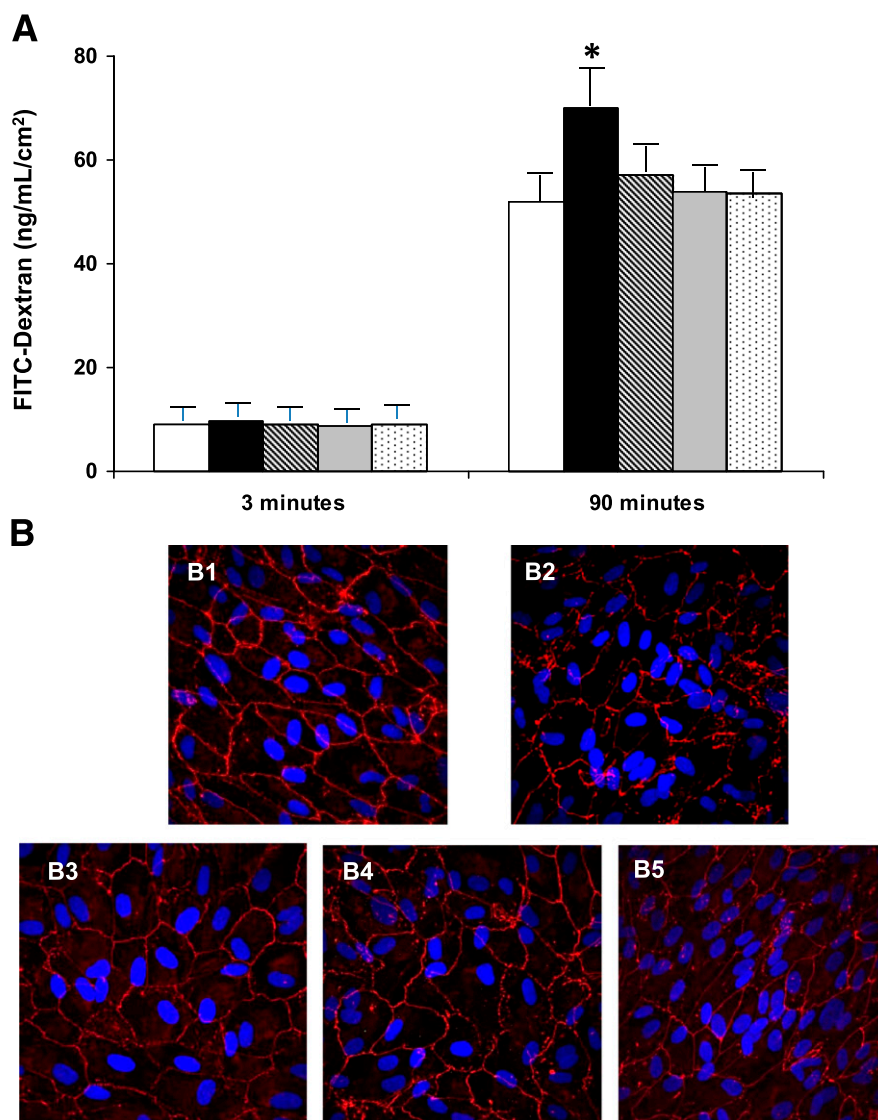 A
80
60
40
20
0
FITC-Dextran (ng/mL/cm²)
*
3 minutes
90 minutes
B
B1
B2
B3
B4
B5